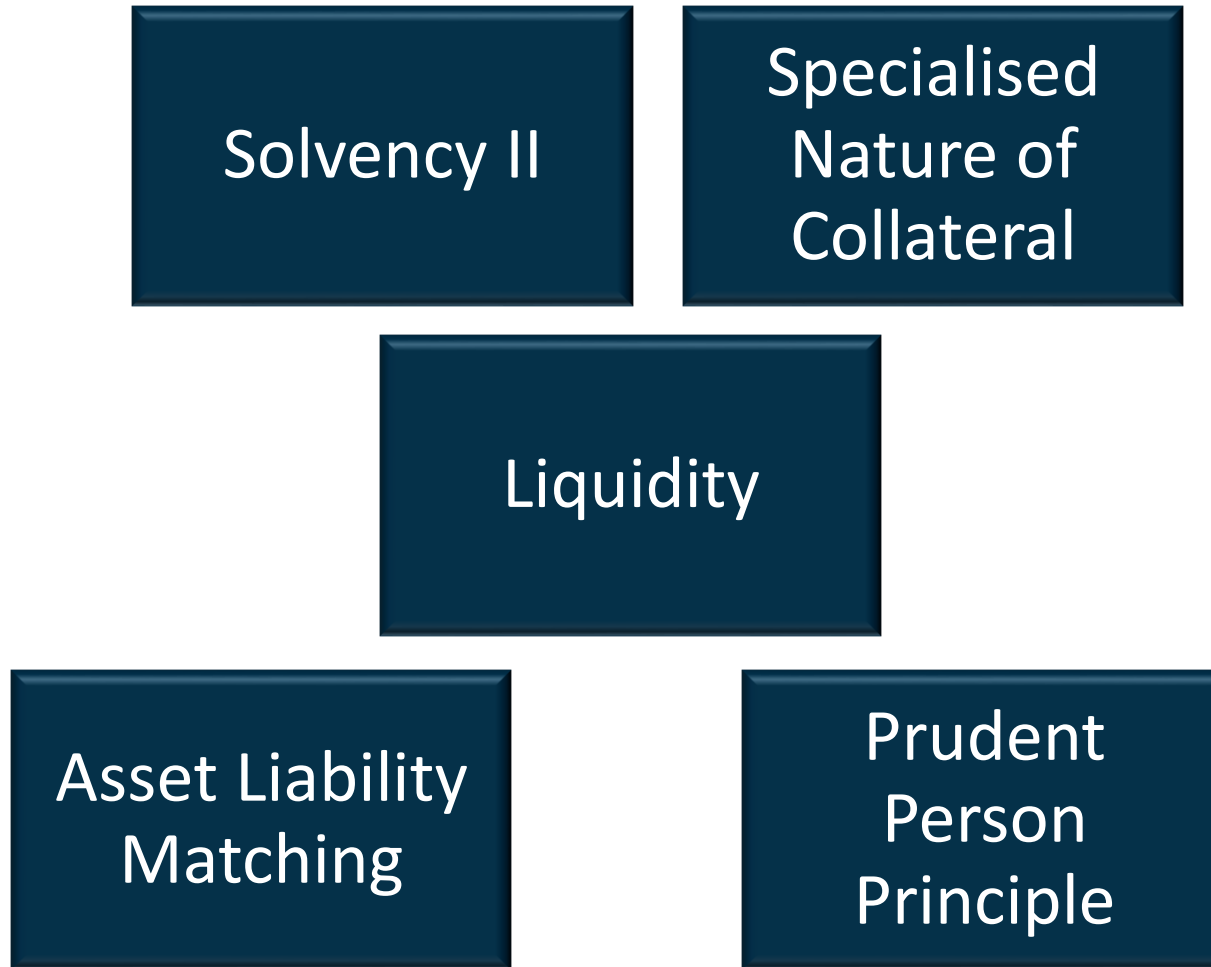 Solvency II
Specialised
Nature of
Collateral
Liquidity
Asset Liability
Matching
Prudent
Person
Principle